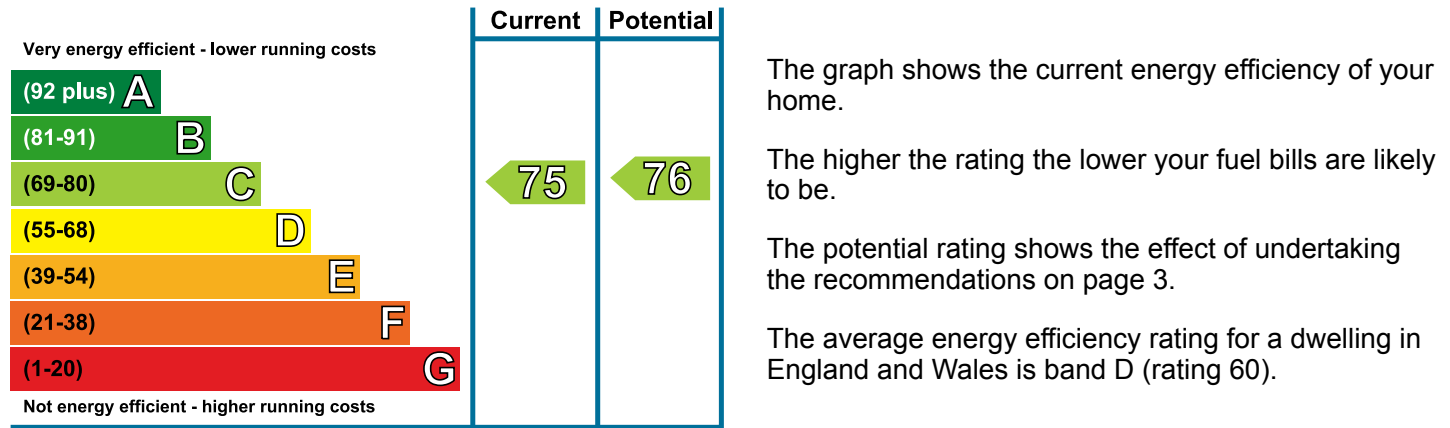 Current Potential
Very energy efficient - lower running costs
(92 plus) A
(81-91) B
(69-80) C
75 76
(55-68) D
(39-54) E
(21-38) F
(1-20) G
Not energy efficient - higher running costs
The graph shows the current energy efficiency of your
home.
The higher the rating the lower your fuel bills are likely
to be.
The potential rating shows the effect of undertaking
the recommendations on page 3.
The average energy efficiency rating for a dwelling in
England and Wales is band D (rating 60).